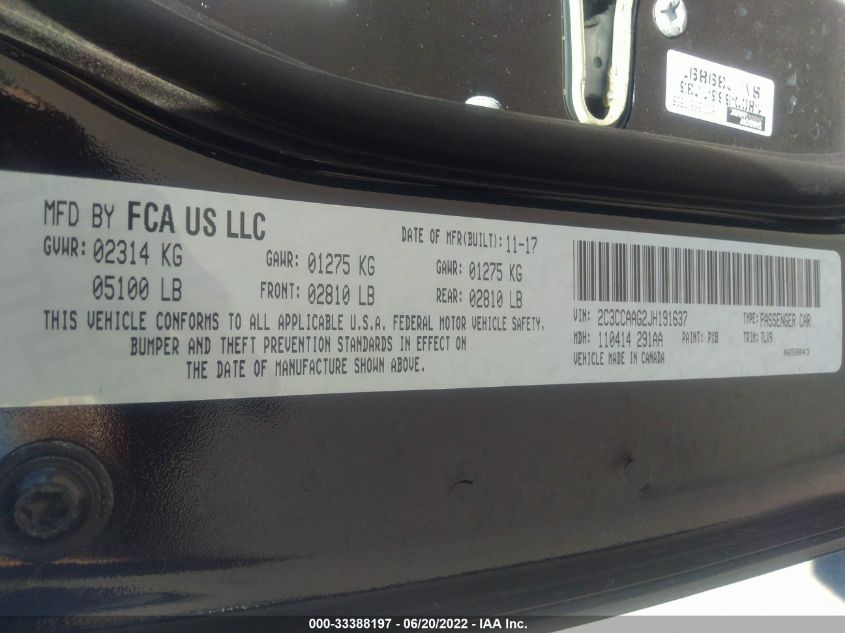 MFD BY FCA US LLC
DATE OF MFR(BUILT): 11-17
GVWR: 02314 KG
GAWR: 01275 KG
GAWR: 01275 KG
05100 LB
FRONT: 02810 LB
REAR: 02810 LB
THIS VEHICLE CONFORMS TO ALL APPLICABLE U.S.A. FEDERAL MOTOR VEHICLE SAFETY,
BUMPER AND THEFT PREVENTION STANDARDS IN EFFECT ON
THE DATE OF MANUFACTURE SHOWN ABOVE.
VIN: 2C3CCAAG2JH191637
TYPE: PASSENGER CAR
MDH: 110414 291AA
PAINT: PXB
TRIM: TLX9
VEHICLE MADE IN CANADA
4658843
000-33388197 - 06/20/2022 - IAA Inc.